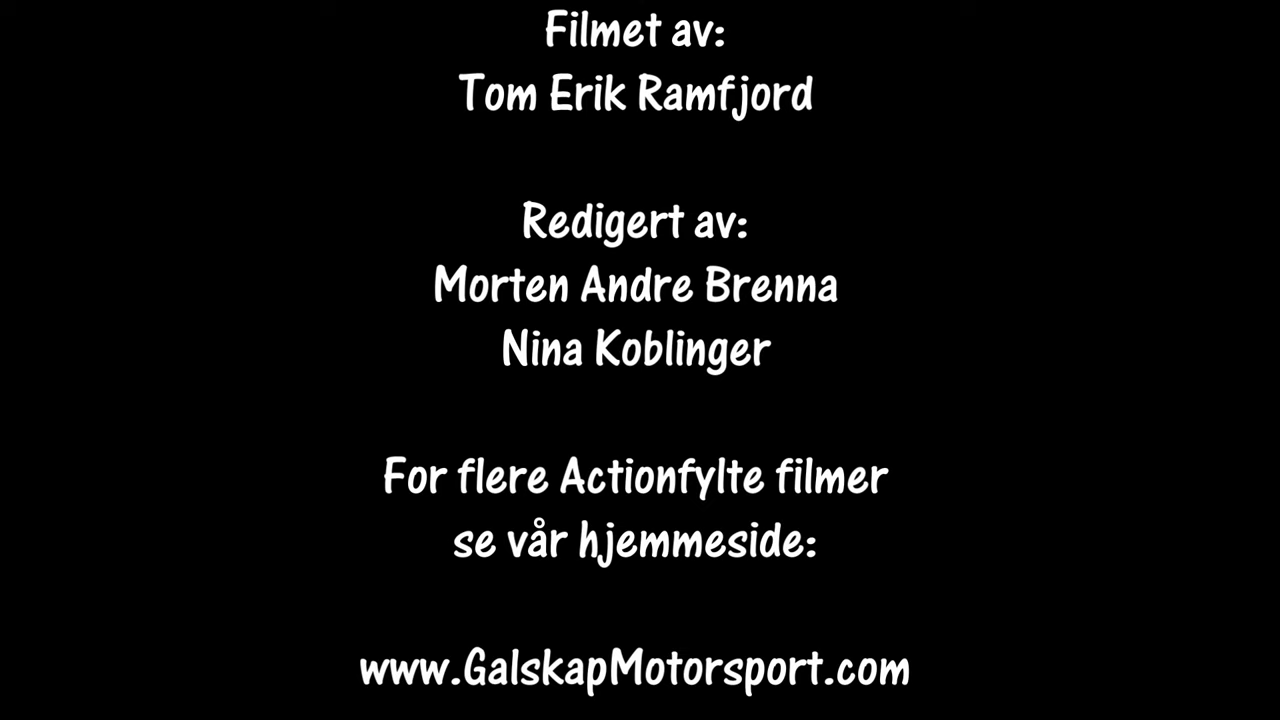 Filmet av:
Tom Erik Ramfjord
Redigert av:
Morten Andre Brenna
Nina Koblinger
For flere Actionfylte filmer
se vår hjemmeside:
www.GalskapMotorsport.com